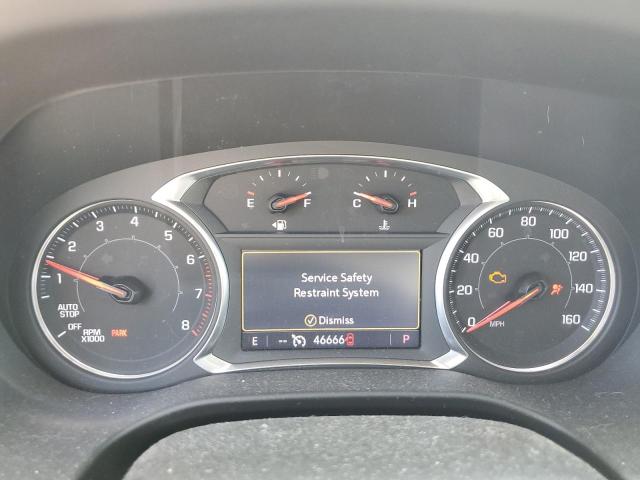 E F C H
1 2 3 4 5 6 7 8
AUTO
STOP
OFF
RPM
X1000
PARK
Service Safety
Restraint System
Dismiss
E -- 46666 P
0 20 40 60 80 100 120 140 160
MPH